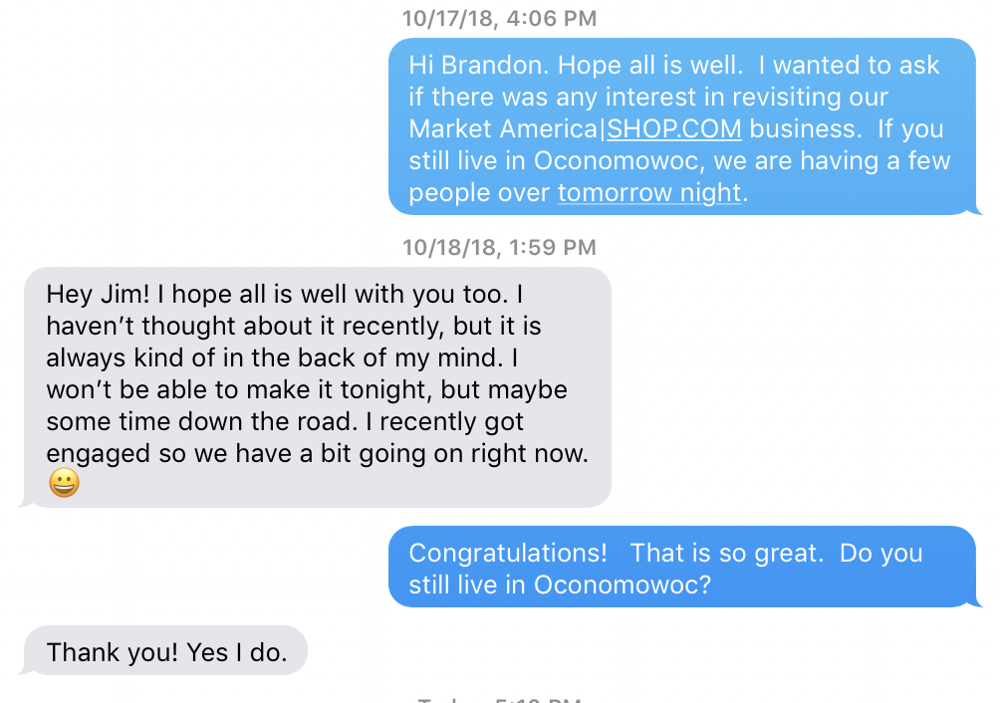 10/17/18, 4:06 PM
Hi Brandon. Hope all is well.  I wanted to ask
if there was any interest in revisiting our
Market America|SHOP.COM business.  If you
still live in Oconomowoc, we are having a few
people over tomorrow night.
10/18/18, 1:59 PM
Hey Jim! I hope all is well with you too. I
haven’t thought about it recently, but it is
always kind of in the back of my mind. I
won’t be able to make it tonight, but maybe
some time down the road. I recently got
engaged so we have a bit going on right now.
😀
Congratulations!   That is so great.  Do you
still live in Oconomowoc?
Thank you! Yes I do.